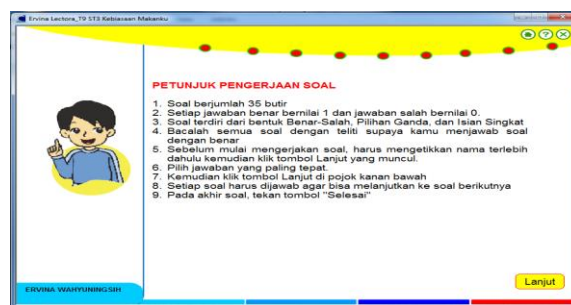 Ervina Lectora_T9 ST3 Kebiasaan Makanku
PETUNJUK PENGERJAAN SOAL
1. Soal berjumlah 35 butir
2. Setiap jawaban benar bernilai 1 dan jawaban salah bernilai 0.
3. Soal terdiri dari bentuk Benar-Salah, Pilihan Ganda, dan Isian Singkat
4. Bacalah semua soal dengan teliti supaya kamu menjawab soal
dengan benar
5. Sebelum mulai mengerjakan soal, harus mengetikkan nama terlebih
dahulu kemudian klik tombol Lanjut yang muncul.
6. Pilih jawaban yang paling tepat.
7. Kemudian klik tombol Lanjut di pojok kanan bawah
8. Setiap soal harus dijawab agar bisa melanjutkan ke soal berikutnya
9. Pada akhir soal, tekan tombol "Selesai"
Lanjut
ERVINA WAHYUNINGSIH